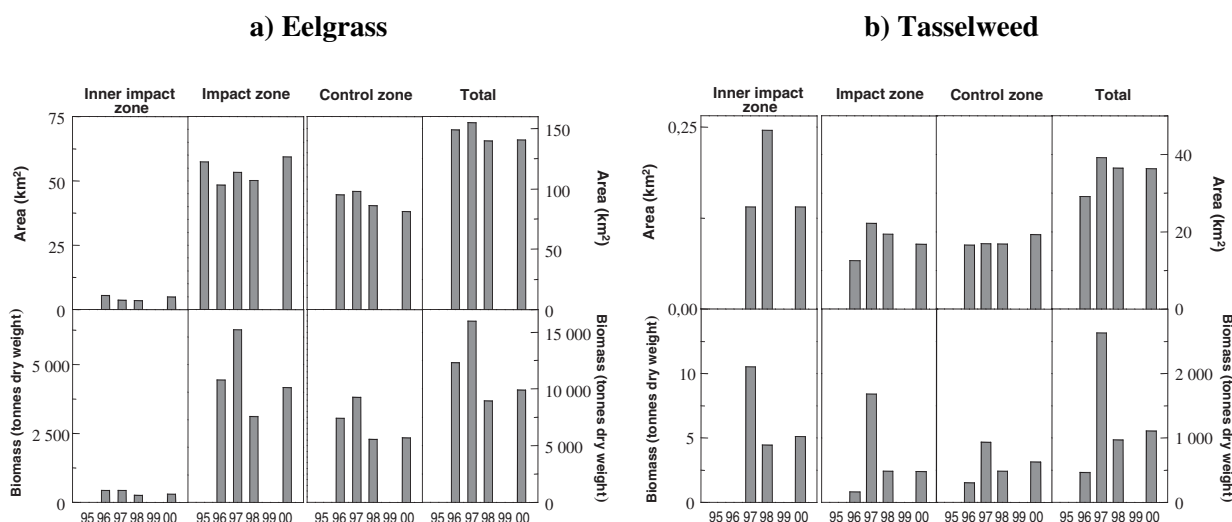 a) Eelgrass
b) Tasselweed
Inner impact zone
Impact zone
Control zone
Total
Area (km²)
75
50
25
0
150
100
50
0
Area (km²)
Biomass (tonnes dry weight)
5 000
2 500
0
15 000
10 000
5 000
0
Biomass (tonnes dry weight)
95 96 97 98 99 00
95 96 97 98 99 00
95 96 97 98 99 00
95 96 97 98 99 00
Inner impact zone
Impact zone
Control zone
Total
Area (km²)
0,25
0,00
40
20
0
Area (km²)
Biomass (tonnes dry weight)
10
5
0
2 000
1 000
0
Biomass (tonnes dry weight)
95 96 97 98 99 00
95 96 97 98 99 00
95 96 97 98 99 00
95 96 97 98 99 00